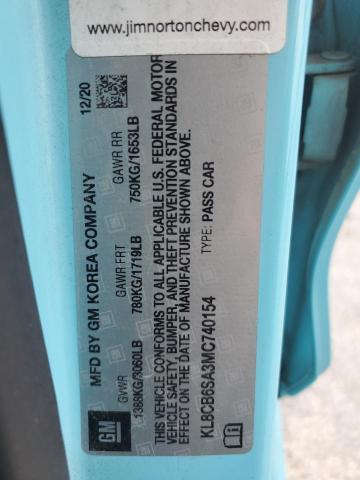 www.jimnortonchevy.com
MFD BY GM KOREA COMPANY 12/20
GVWR GAWR FRT GAWR RR
1388KG/3060LB 780KG/1719LB 750KG/1653LB
THIS VEHICLE CONFORMS TO ALL APPLICABLE U.S. FEDERAL MOTOR
VEHICLE SAFETY, BUMPER, AND THEFT PREVENTION STANDARDS IN
EFFECT ON THE DATE OF MANUFACTURE SHOWN ABOVE.
KL8CB6SA3MC740154 TYPE: PASS CAR
GM